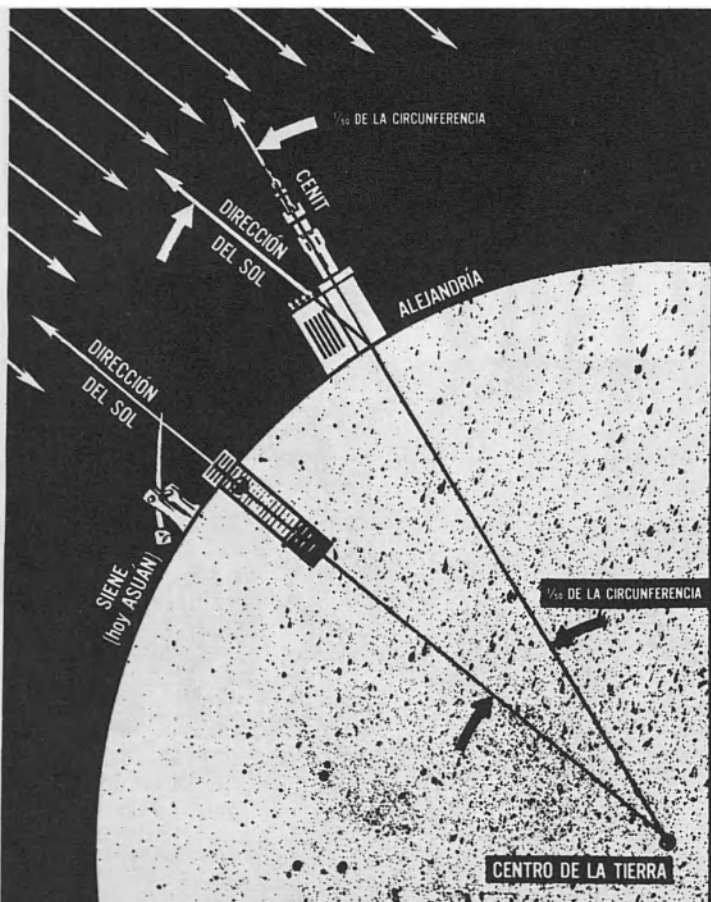 1/50 DE LA CIRCUNFERENCIA
CENIT
DIRECCIÓN
DEL SOL
ALEJANDRÍA
DIRECCIÓN
DEL SOL
SIENE
(hoy ASUÁN)
1/50 DE LA CIRCUNFERENCIA
CENTRO DE LA TIERRA